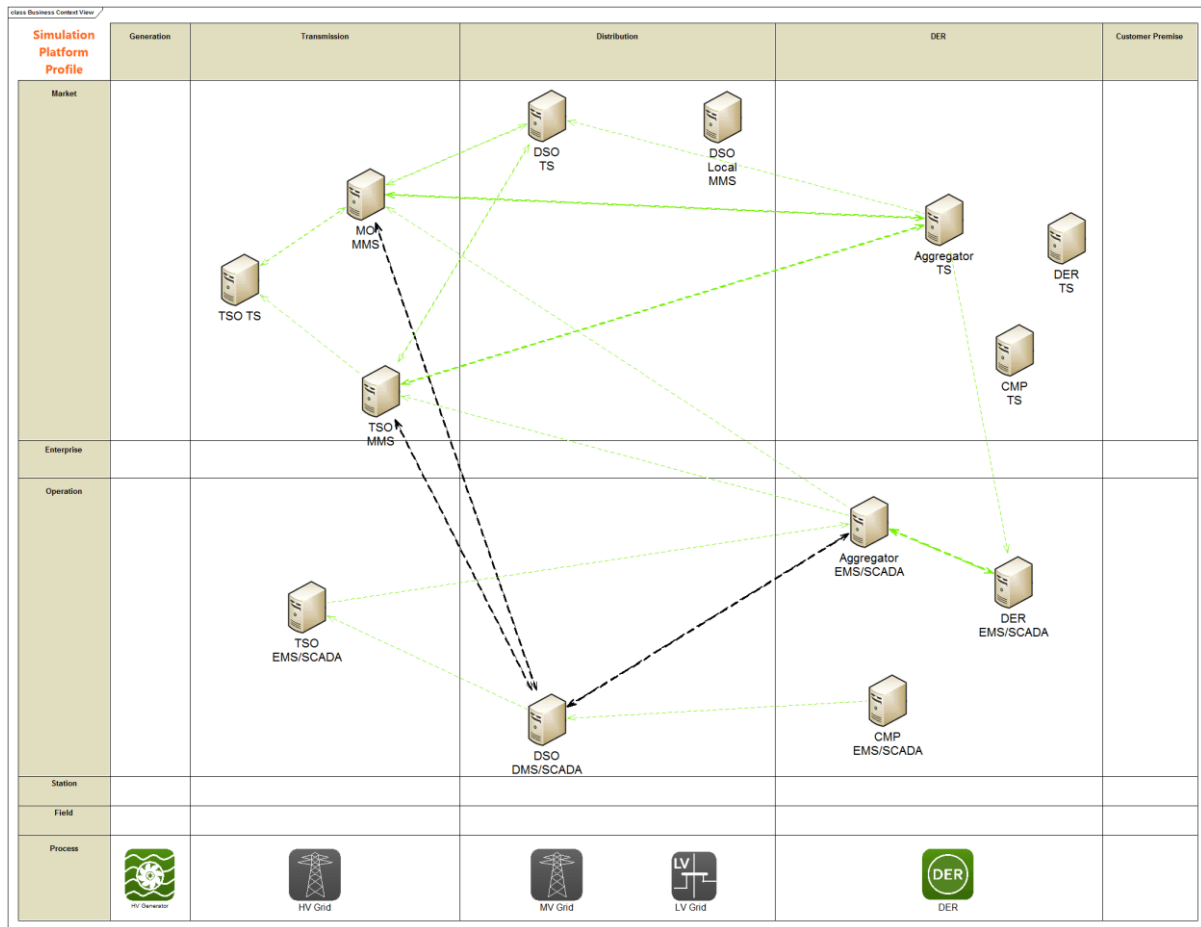 class Business Context View
Simulation
Platform
Profile
Generation
Transmission
Distribution
DER
Customer Premise
Market
DSO
TS
DSO
Local
MMS
MO
MMS
Aggregator
TS
DER
TS
TSO TS
CMP
TS
TSO
MMS
Enterprise
Operation
Aggregator
EMS/SCADA
DER
EMS/SCADA
TSO
EMS/SCADA
CMP
EMS/SCADA
DSO
DMS/SCADA
Station
Field
Process
HV Generator
HV Grid
MV Grid
LV
LV Grid
DER
DER